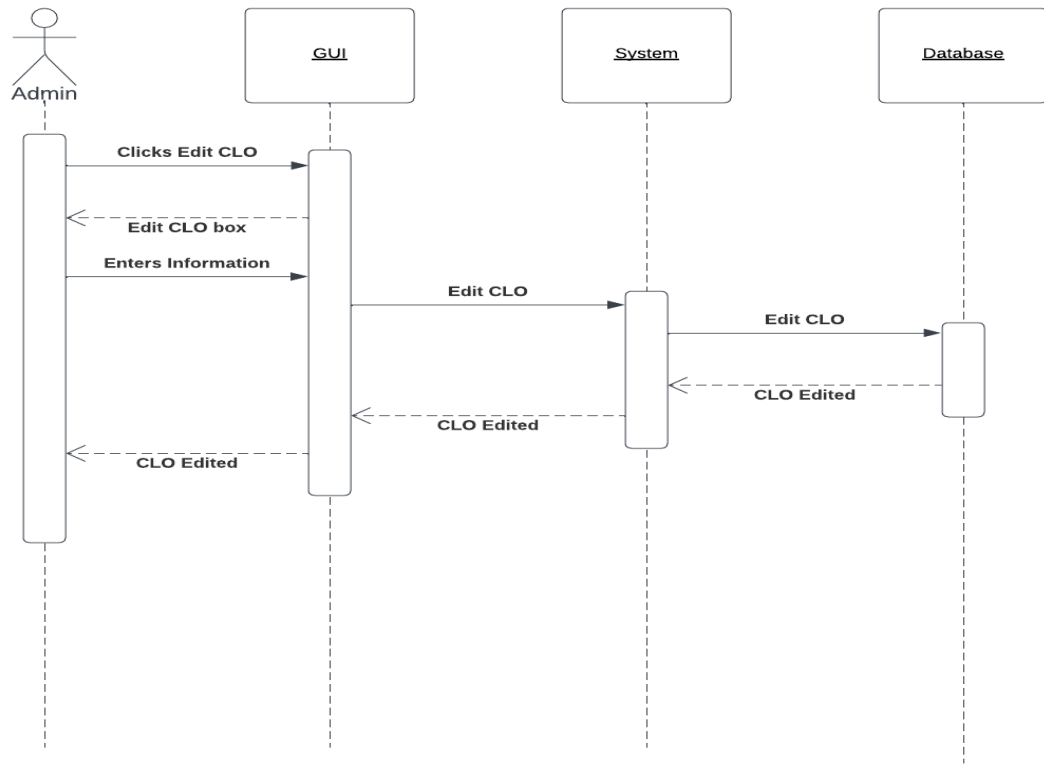 GUI
System
Database
Admin
Clicks Edit CLO
Edit CLO box
Enters Information
Edit CLO
Edit CLO
CLO Edited
CLO Edited
CLO Edited